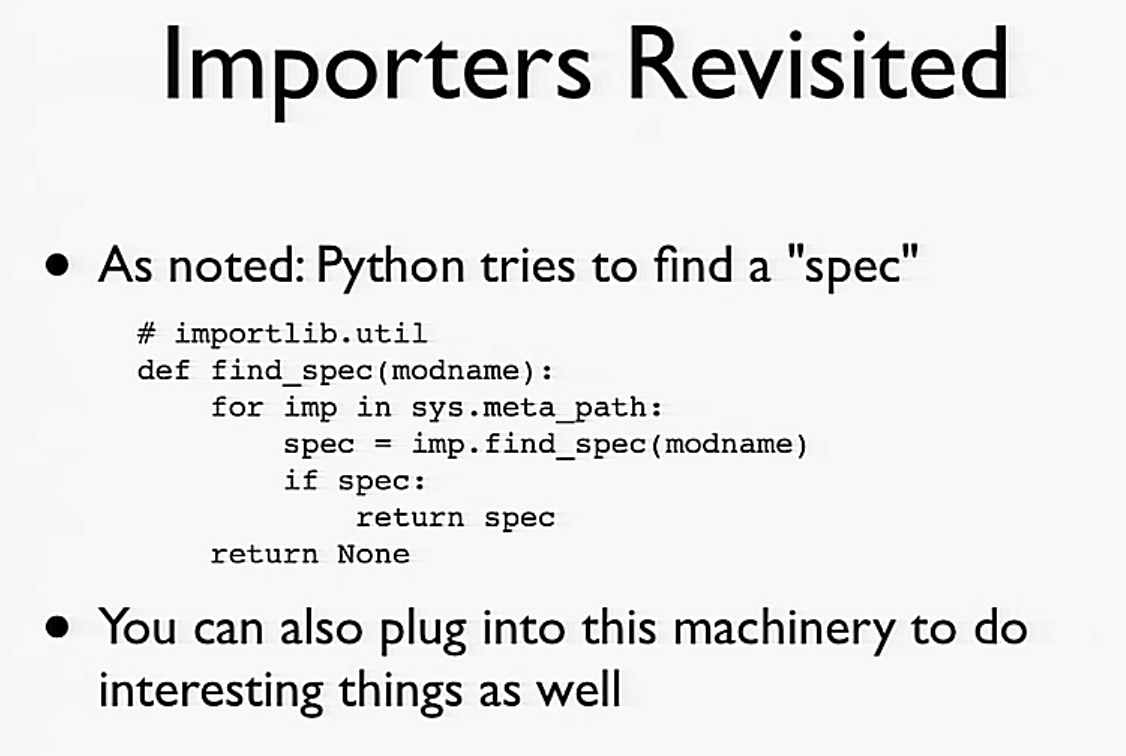 Importers Revisited
• As noted: Python tries to find a "spec"
# importlib.util
def find_spec(modname):
    for imp in sys.meta_path:
        spec = imp.find_spec(modname)
        if spec:
            return spec
    return None
• You can also plug into this machinery to do
interesting things as well